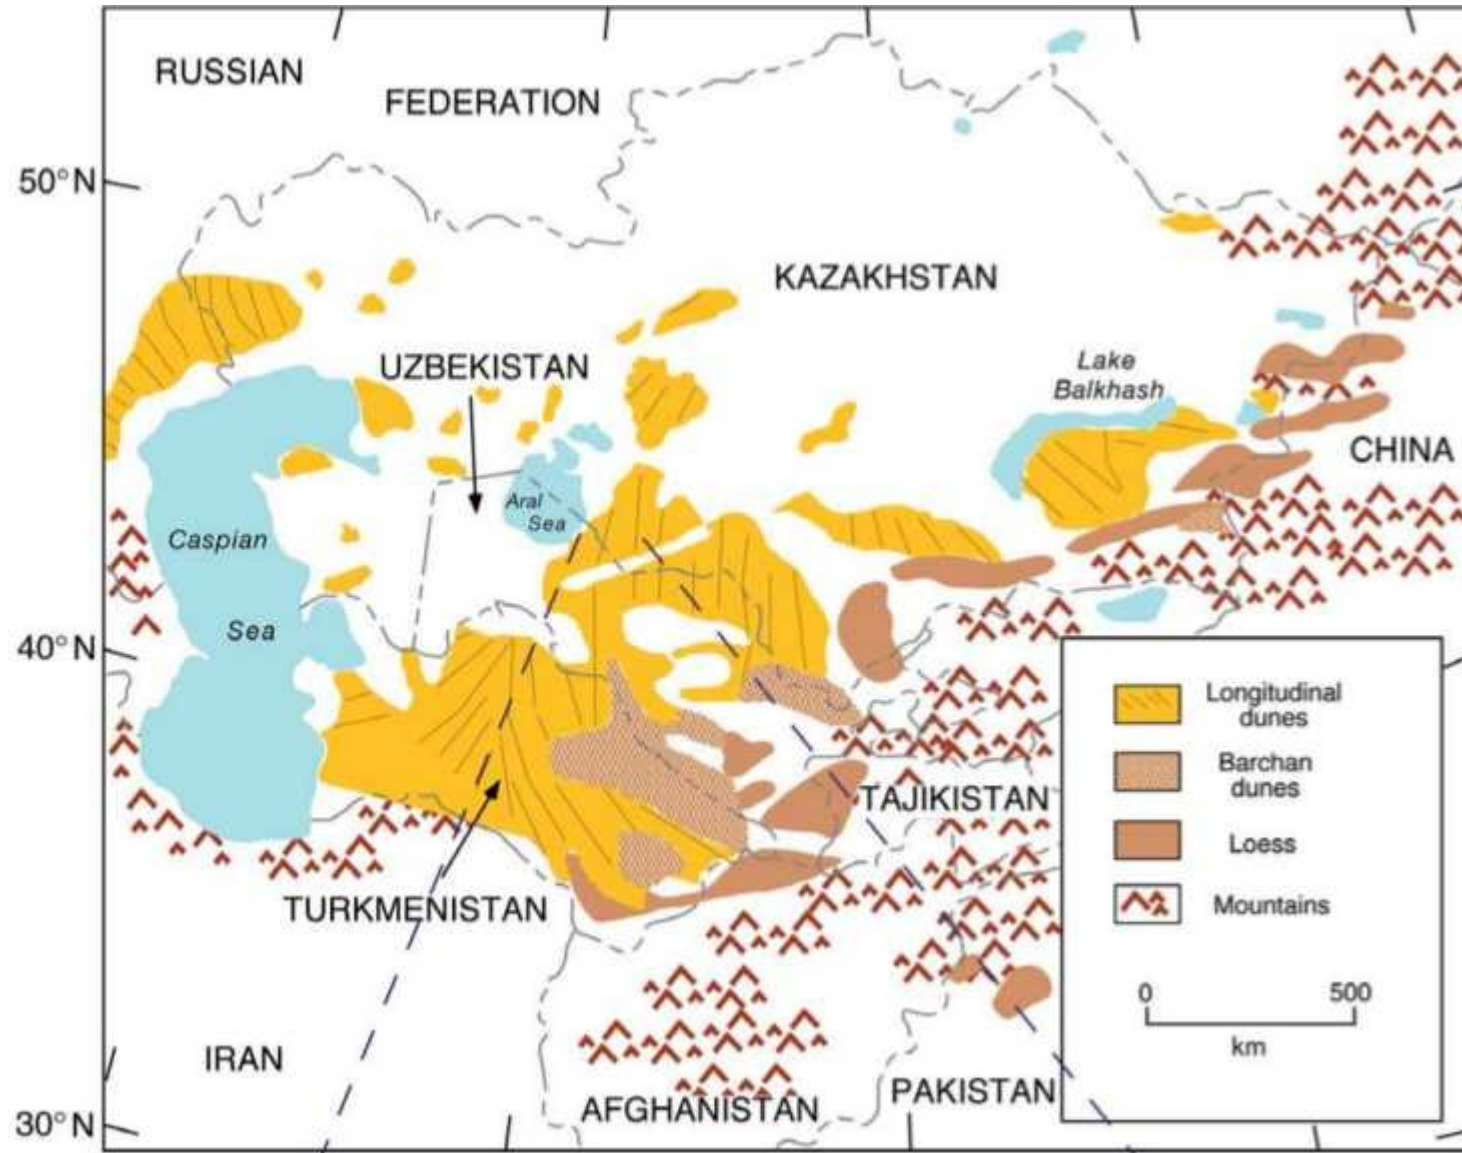 RUSSIAN
FEDERATION
50°N
KAZAKHSTAN
UZBEKISTAN
Lake
Balkhash
CHINA
Aral
Sea
Caspian
Sea
40°N
Longitudinal
dunes
Barchan
dunes
TAJIKISTAN
Loess
TURKMENISTAN
Mountains
0 500
km
IRAN
PAKISTAN
AFGHANISTAN
30°N